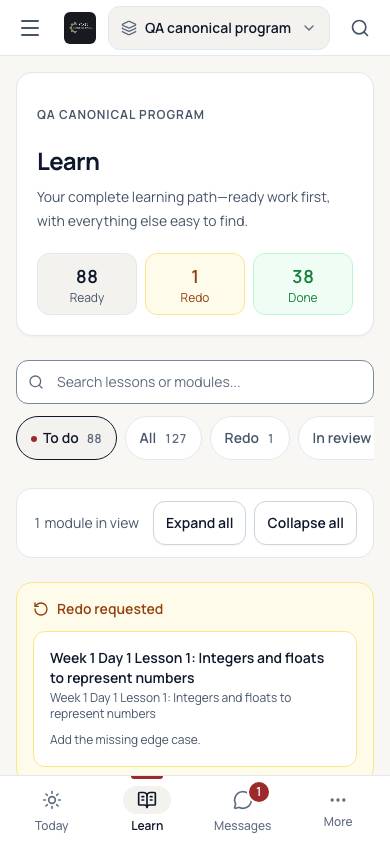 QA canonical program
QA CANONICAL PROGRAM
Learn
Your complete learning path—ready work first,
with everything else easy to find.
88
Ready
1
Redo
38
Done
Search lessons or modules...
To do 88
All 127
Redo 1
In review
1 module in view
Expand all
Collapse all
Redo requested
Week 1 Day 1 Lesson 1: Integers and floats
to represent numbers
Week 1 Day 1 Lesson 1: Integers and floats to
represent numbers
Add the missing edge case.
Today
Learn
1
Messages
More